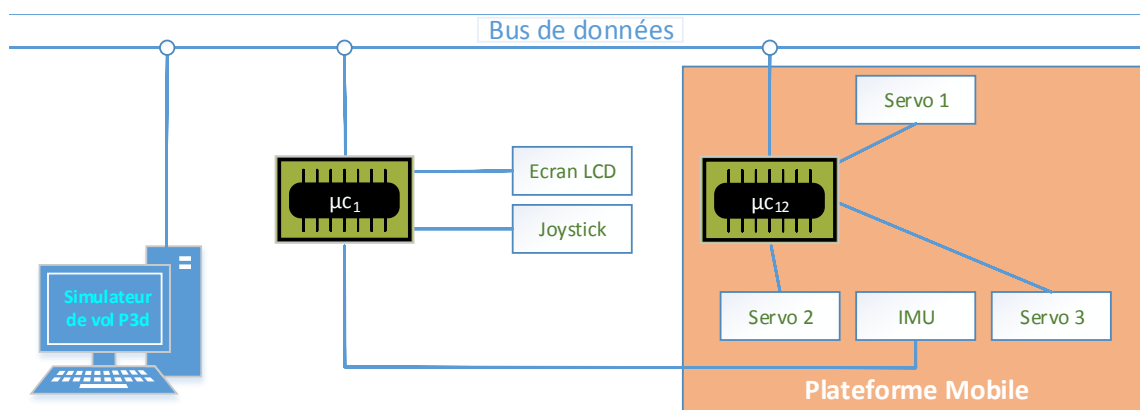 Bus de données
Servo 1
Ecran LCD
µc1
µc12
Joystick
Simulateur
de vol P3d
Servo 2
IMU
Servo 3
Plateforme Mobile